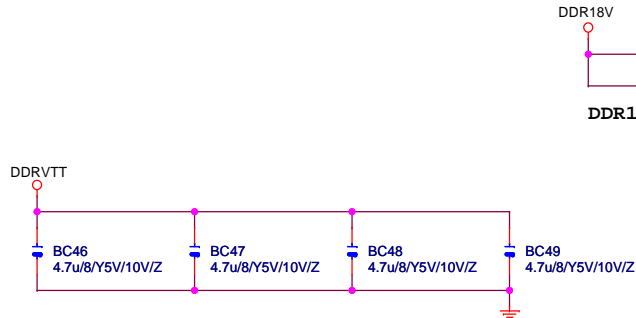 DDR18V
DDR1
DDRVTT
BC46
4.7u/8/Y5V/10V/Z
BC47
4.7u/8/Y5V/10V/Z
BC48
4.7u/8/Y5V/10V/Z
BC49
4.7u/8/Y5V/10V/Z